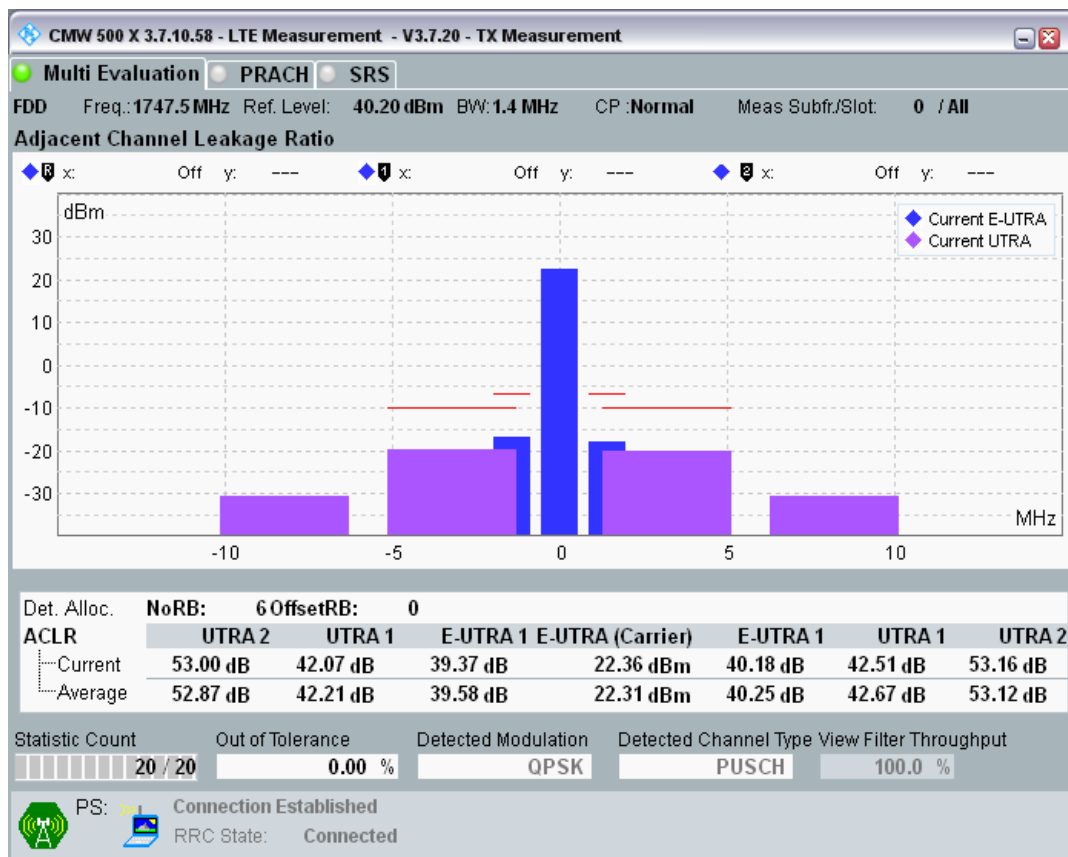 CMW 500 X 3.7.10.58 - LTE Measurement - V3.7.20 - TX Measurement
Multi Evaluation PRACH SRS
FDD Freq.:1747.5 MHz Ref. Level: 40.20 dBm BW:1.4 MHz CP :Normal Meas Subfr./Slot: 0 / All
Adjacent Channel Leakage Ratio
R x: Off y: --- 1 x: Off y: --- 2 x: Off y: ---
dBm
Current E-UTRA
Current UTRA
30
20
10
0
-10
-20
-30
MHz
-10 -5 0 5 10
Det. Alloc. NoRB: 6 OffsetRB: 0
ACLR UTRA 2 UTRA 1 E-UTRA 1 E-UTRA (Carrier) E-UTRA 1 UTRA 1 UTRA 2
Current 53.00 dB 42.07 dB 39.37 dB 22.36 dBm 40.18 dB 42.51 dB 53.16 dB
Average 52.87 dB 42.21 dB 39.58 dB 22.31 dBm 40.25 dB 42.67 dB 53.12 dB
Statistic Count Out of Tolerance Detected Modulation Detected Channel Type View Filter Throughput
20 / 20 0.00 % QPSK PUSCH 100.0 %
PS: Connection Established
RRC State: Connected